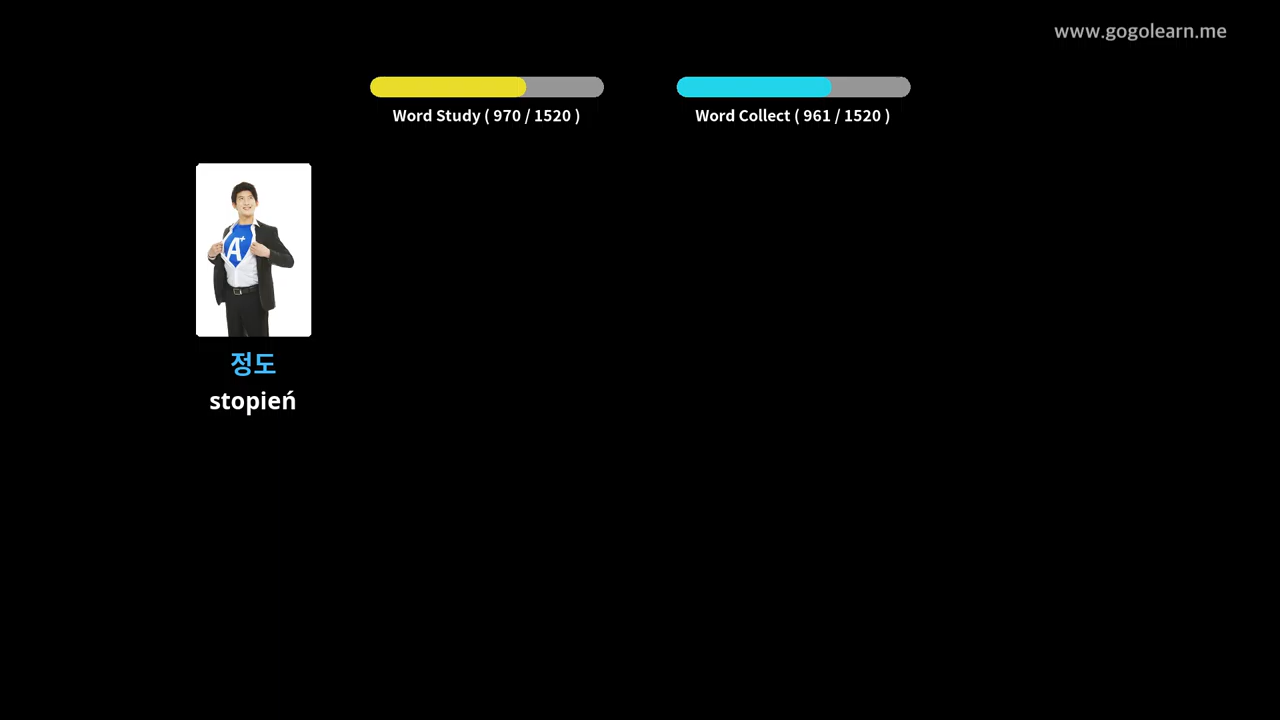 www.gogolearn.me
Word Study ( 970 / 1520 )
Word Collect ( 961 / 1520 )
A+
정도
stopień